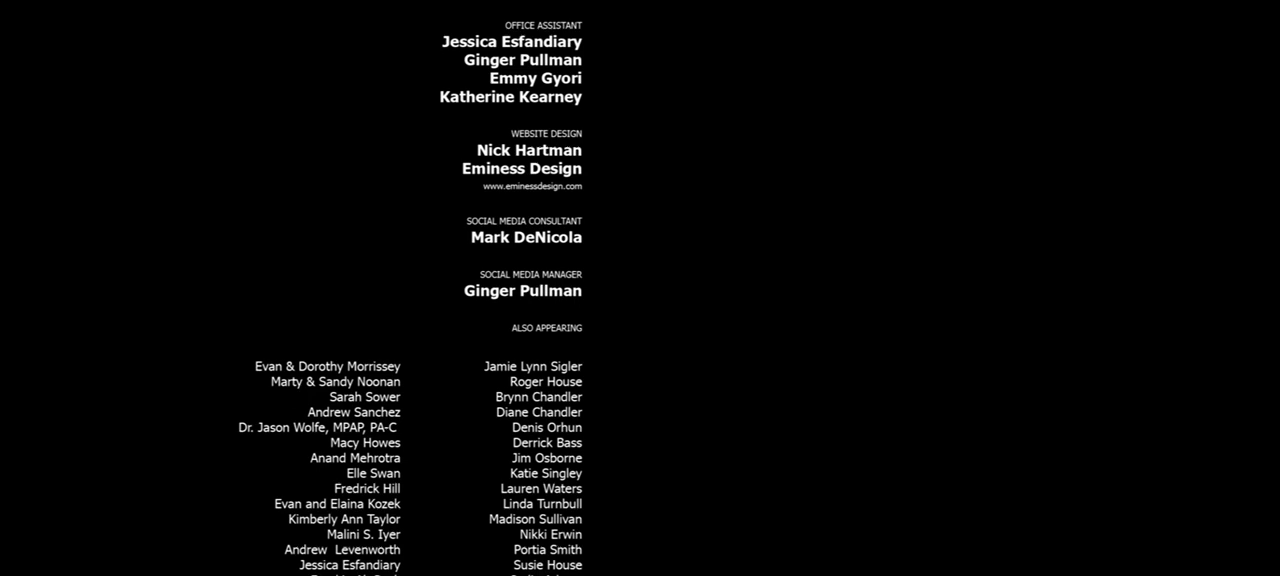 OFFICE ASSISTANT
Jessica Esfandiary
Ginger Pullman
Emmy Gyori
Katherine Kearney
WEBSITE DESIGN
Nick Hartman
Eminess Design
www.eminessdesign.com
SOCIAL MEDIA CONSULTANT
Mark DeNicola
SOCIAL MEDIA MANAGER
Ginger Pullman
ALSO APPEARING
Evan & Dorothy Morrissey
Marty & Sandy Noonan
Sarah Sower
Andrew Sanchez
Dr. Jason Wolfe, MPAP, PA-C
Macy Howes
Anand Mehrotra
Elle Swan
Fredrick Hill
Evan and Elaina Kozek
Kimberly Ann Taylor
Malini S. Iyer
Andrew Levenworth
Jessica Esfandiary
Jamie Lynn Sigler
Roger House
Brynn Chandler
Diane Chandler
Denis Orhun
Derrick Bass
Jim Osborne
Katie Singley
Lauren Waters
Linda Turnbull
Madison Sullivan
Nikki Erwin
Portia Smith
Susie House